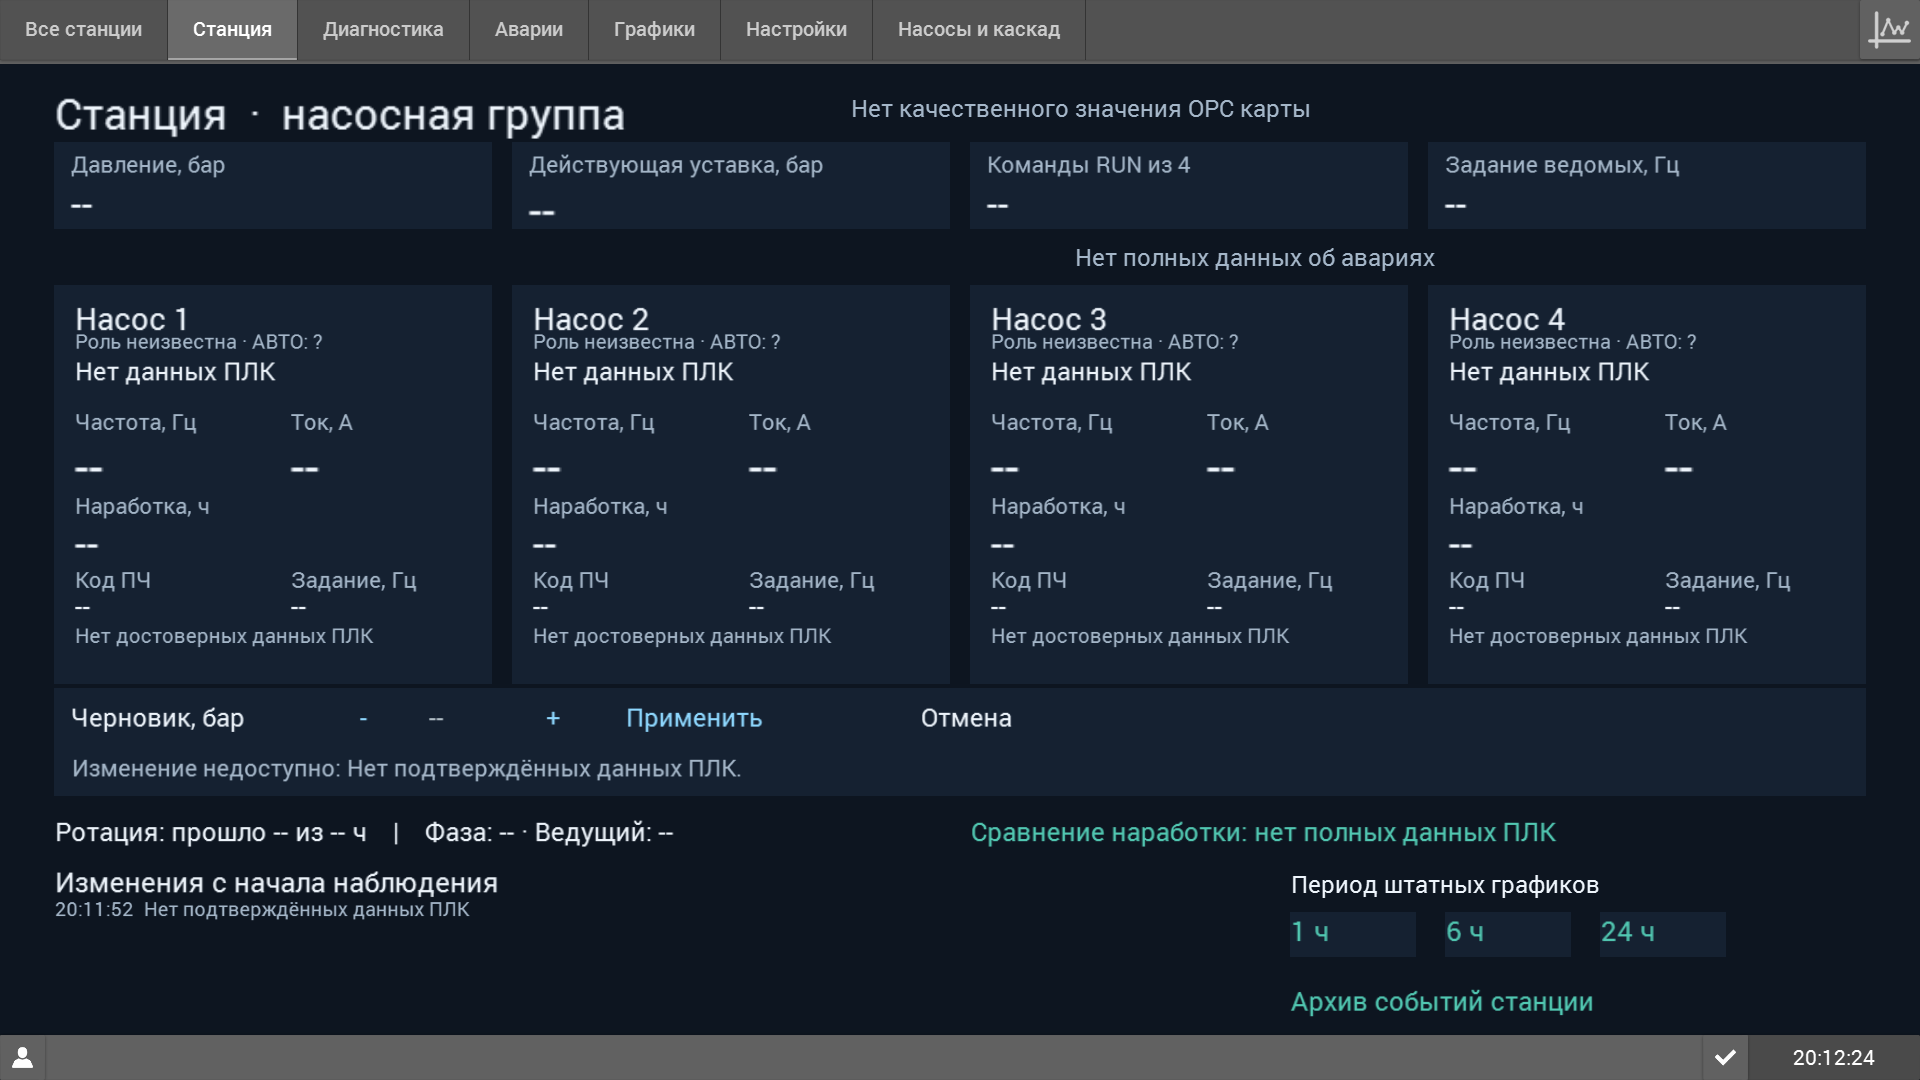 Все станции Станция Диагностика Аварии Графики Настройки Насосы и каскад
Станция · насосная группа
Нет качественного значения OPC карты
Давление, бар
--
Действующая уставка, бар
--
Команды RUN из 4
--
Задание ведомых, Гц
--
Нет полных данных об авариях
Насос 1
Роль неизвестна · АВТО: ?
Нет данных ПЛК
Частота, Гц Ток, А
-- --
Наработка, ч
--
Код ПЧ Задание, Гц
-- --
Нет достоверных данных ПЛК
Насос 2
Роль неизвестна · АВТО: ?
Нет данных ПЛК
Частота, Гц Ток, А
-- --
Наработка, ч
--
Код ПЧ Задание, Гц
-- --
Нет достоверных данных ПЛК
Насос 3
Роль неизвестна · АВТО: ?
Нет данных ПЛК
Частота, Гц Ток, А
-- --
Наработка, ч
--
Код ПЧ Задание, Гц
-- --
Нет достоверных данных ПЛК
Насос 4
Роль неизвестна · АВТО: ?
Нет данных ПЛК
Частота, Гц Ток, А
-- --
Наработка, ч
--
Код ПЧ Задание, Гц
-- --
Нет достоверных данных ПЛК
Черновик, бар - -- + Применить Отмена
Изменение недоступно: Нет подтверждённых данных ПЛК.
Ротация: прошло -- из -- ч | Фаза: -- · Ведущий: --
Сравнение наработки: нет полных данных ПЛК
Изменения с начала наблюдения
20:11:52 Нет подтверждённых данных ПЛК
Период штатных графиков
1 ч 6 ч 24 ч
Архив событий станции
20:12:24